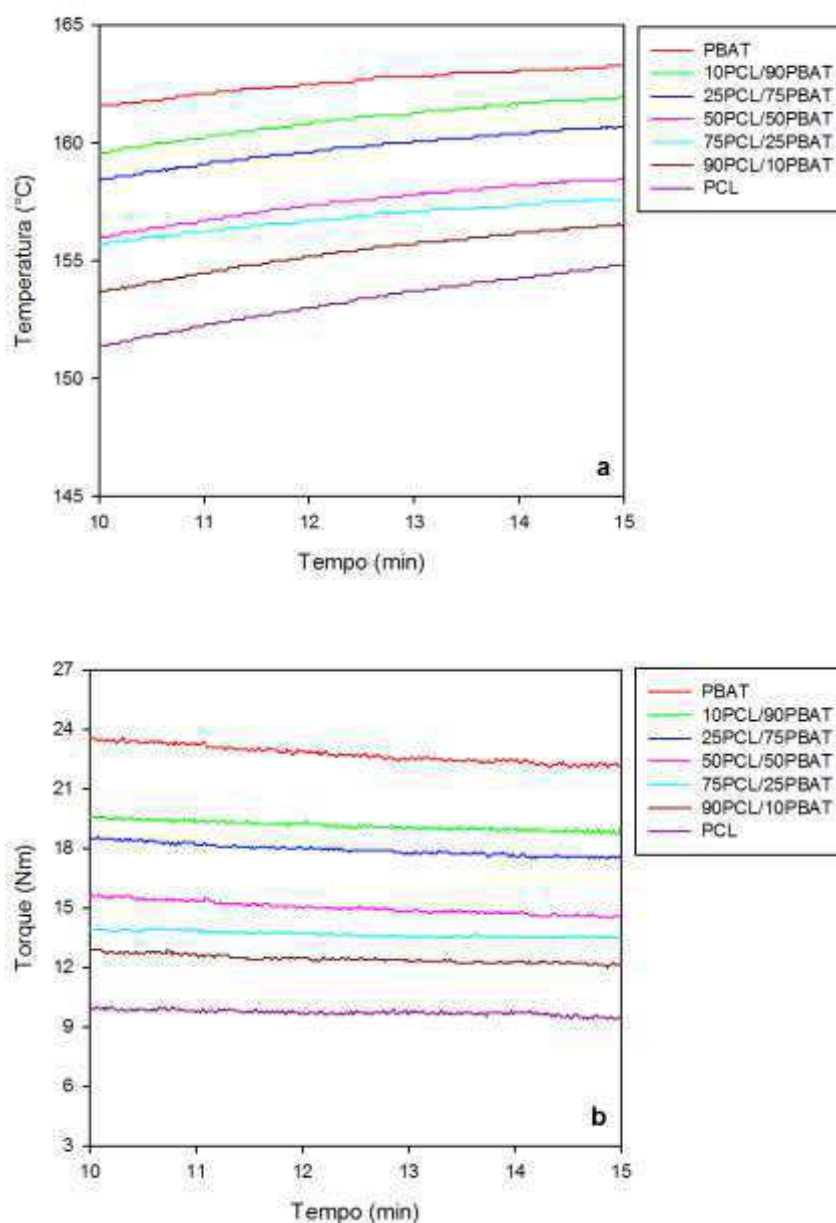 165
160
155
150
145
Temperatura (°C)
10 11 12 13 14 15
Tempo (min)
a
PBAT
10PCL/90PBAT
25PCL/75PBAT
50PCL/50PBAT
75PCL/25PBAT
90PCL/10PBAT
PCL
27
24
21
18
15
12
9
6
3
Torque (Nm)
10 11 12 13 14 15
Tempo (min)
b
PBAT
10PCL/90PBAT
25PCL/75PBAT
50PCL/50PBAT
75PCL/25PBAT
90PCL/10PBAT
PCL